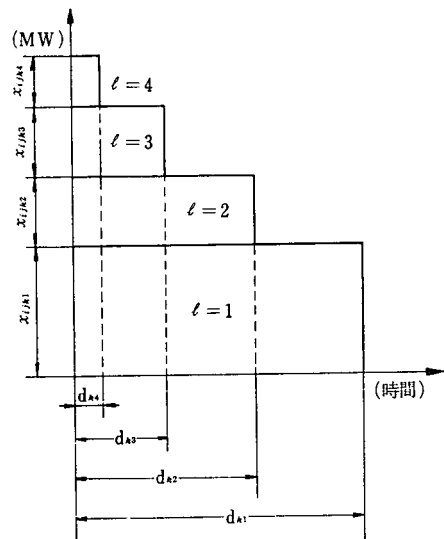 (MW)
x_{ijk4}
ℓ=4
x_{ijk3}
ℓ=3
x_{ijk2}
ℓ=2
x_{ijk1}
ℓ=1
(時間)
d_{k4}
d_{k3}
d_{k2}
d_{k1}